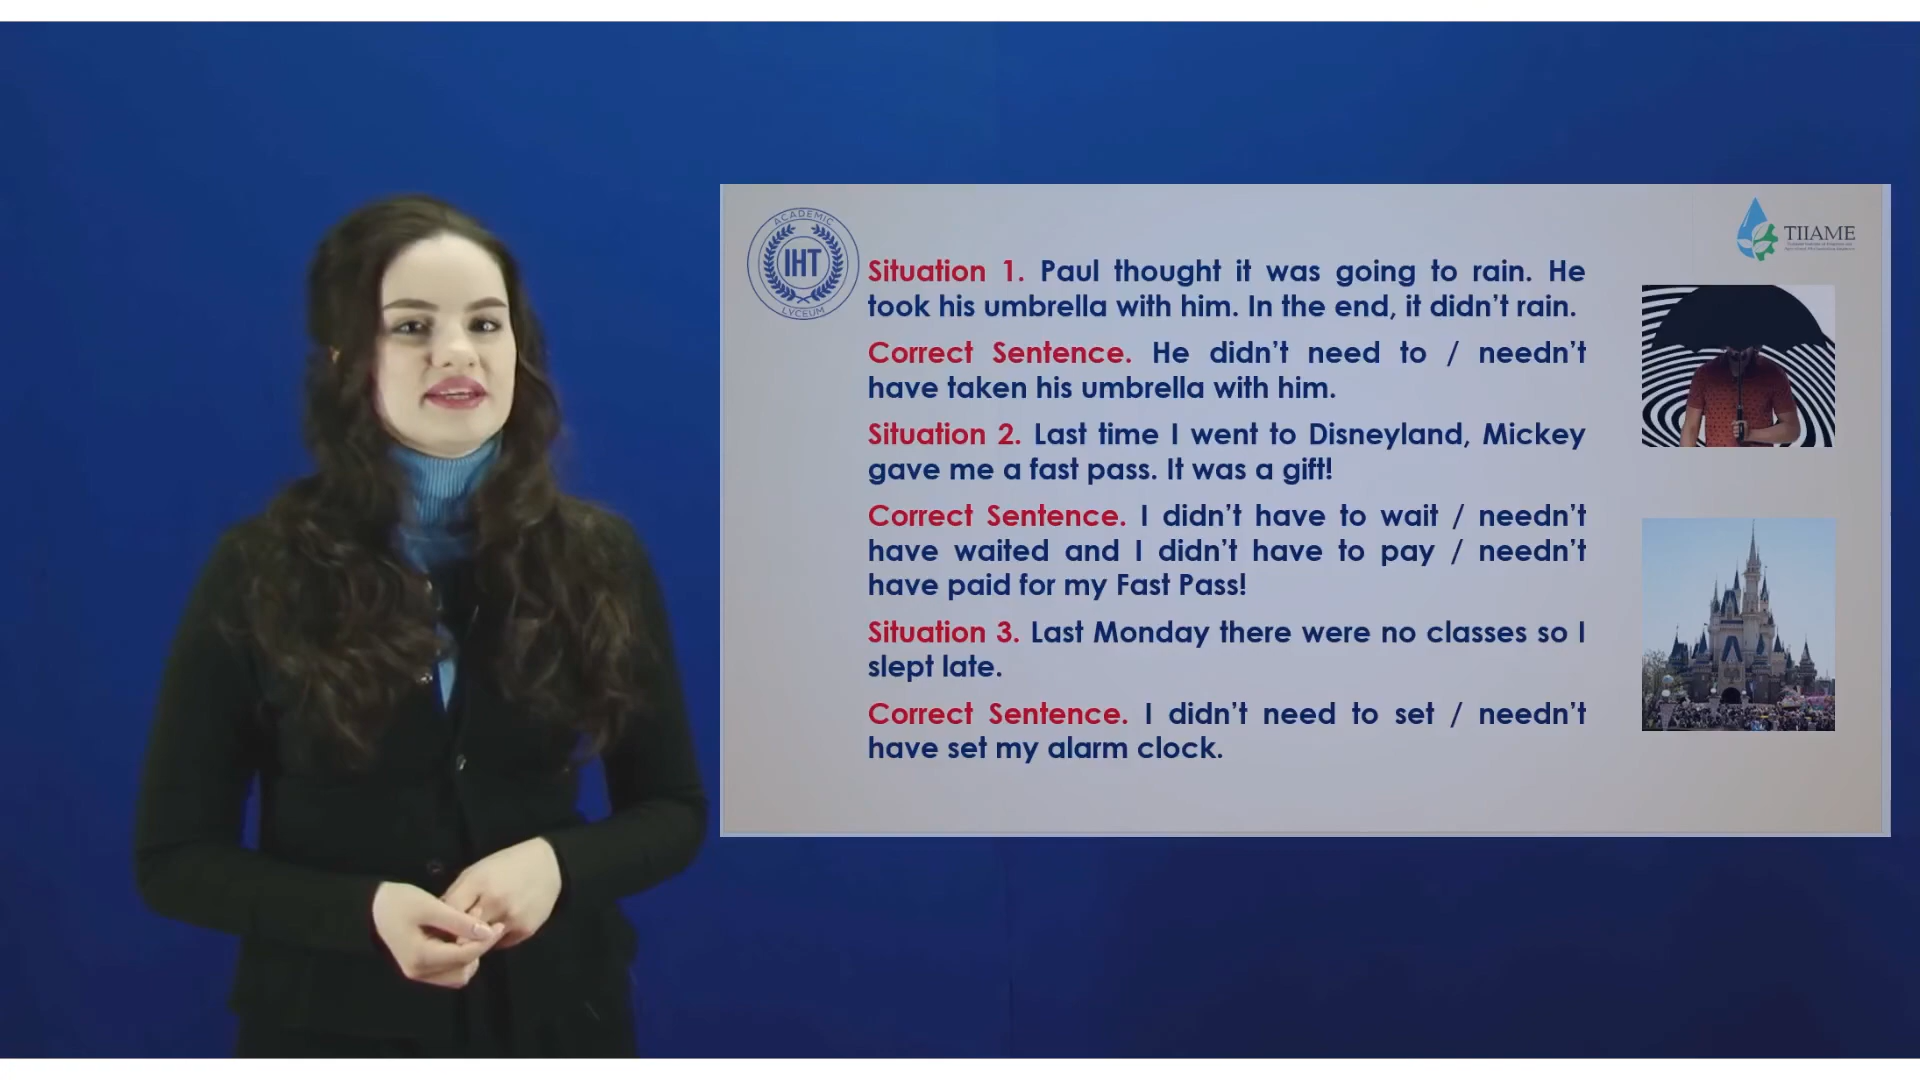 ACADEMIC
IHT
LYCEUM
TIIAME
Situation 1. Paul thought it was going to rain. He
took his umbrella with him. In the end, it didn't rain.
Correct Sentence. He didn't need to / needn't
have taken his umbrella with him.
Situation 2. Last time I went to Disneyland, Mickey
gave me a fast pass. It was a gift!
Correct Sentence. I didn't have to wait / needn't
have waited and I didn't have to pay / needn't
have paid for my Fast Pass!
Situation 3. Last Monday there were no classes so I
slept late.
Correct Sentence. I didn't need to set / needn't
have set my alarm clock.